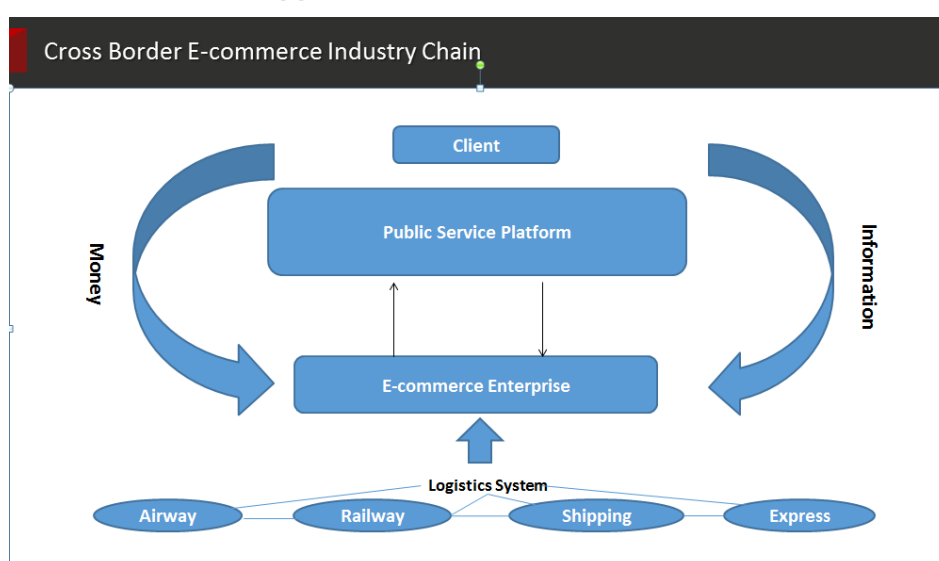 Cross Border E-commerce Industry Chain
Client
Public Service Platform
Money
Information
E-commerce Enterprise
Logistics System
Airway
Railway
Shipping
Express